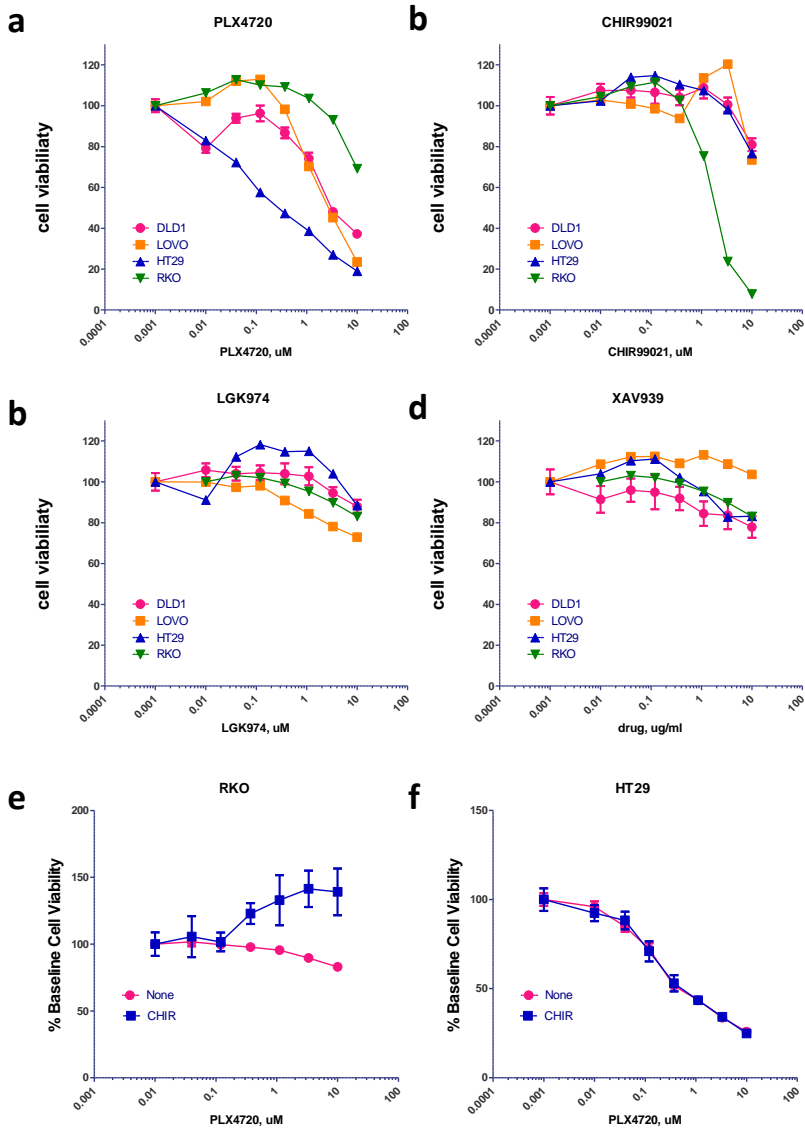 a
PLX4720
cell viabiliaty
120
100
80
60
40
20
0
DLD1
LOVO
HT29
RKO
0.0001
0.001
0.01
0.1
1
10
100
PLX4720, uM
b
CHIR99021
cell viabiliaty
120
100
80
60
40
20
0
DLD1
LOVO
HT29
RKO
0.0001
0.001
0.01
0.1
1
10
100
CHIR99021, uM
b
LGK974
cell viabiliaty
120
100
80
60
40
20
0
DLD1
LOVO
HT29
RKO
0.0001
0.001
0.01
0.1
1
10
100
LGK974, uM
d
XAV939
cell viabiliaty
120
100
80
60
40
20
0
DLD1
LOVO
HT29
RKO
0.0001
0.001
0.01
0.1
1
10
100
drug, ug/ml
e
RKO
% Baseline Cell Viability
200
150
100
50
0
None
CHIR
0.001
0.01
0.1
1
10
100
PLX4720, uM
f
HT29
% Baseline Cell Viability
150
100
50
0
None
CHIR
0.0001
0.001
0.01
0.1
1
10
100
PLX4720, uM